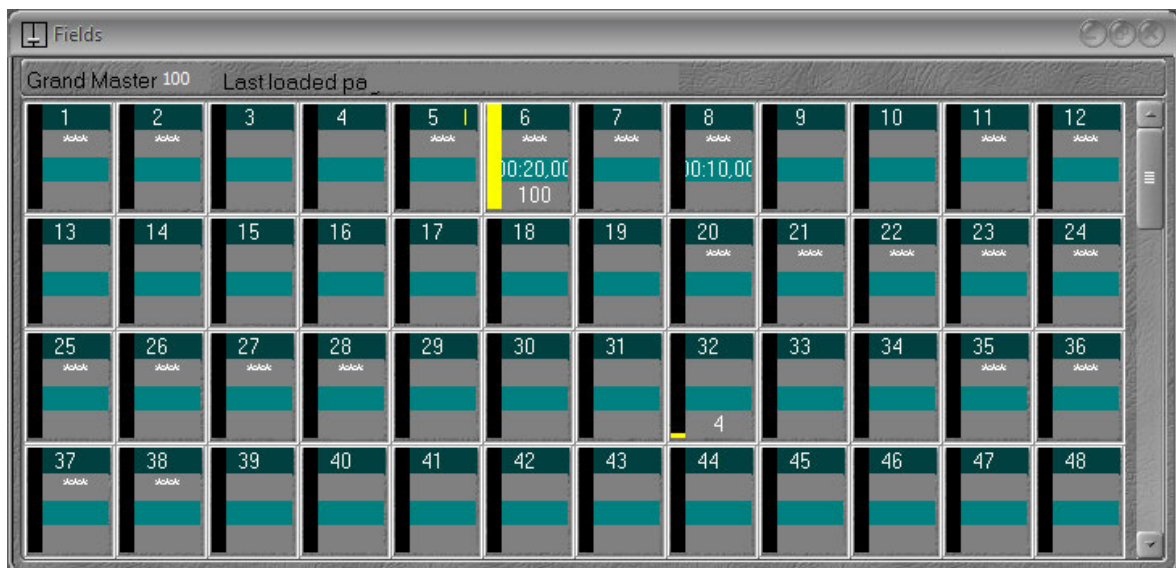 Fields
Grand Master 100 Last loaded pa_
1 2 3 4 5 I 6 7 8 9 10 11 12
*** *** *** *** *** *** *** ***
00:20,00 00:10,00
100
13 14 15 16 17 18 19 20 21 22 23 24
*** *** *** *** ***
25 26 27 28 29 30 31 32 33 34 35 36
*** *** *** *** *** ***
4
37 38 39 40 41 42 43 44 45 46 47 48
*** ***